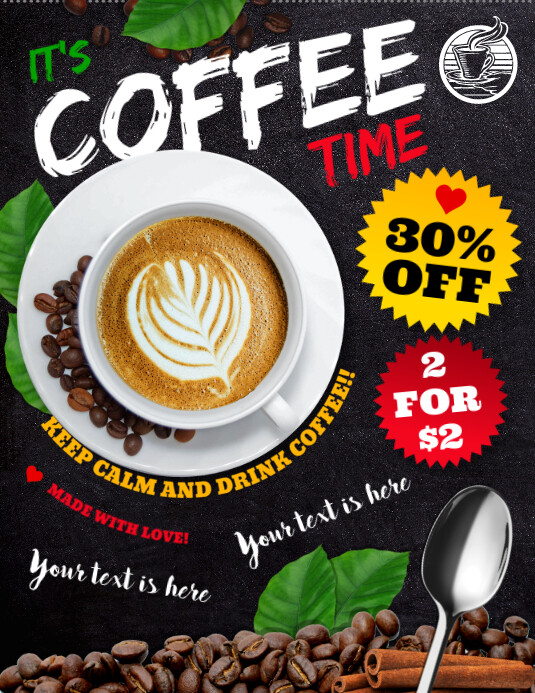 IT'S
COFFEE
TIME
30%
OFF
2
FOR
$2
KEEP CALM AND DRINK COFFEE!!
MADE WITH LOVE!
Your text is here
Your text is here